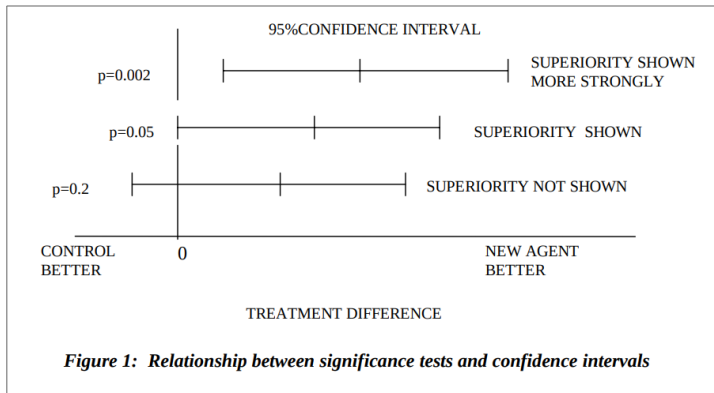 95%CONFIDENCE INTERVAL
p=0.002
SUPERIORITY SHOWN
MORE STRONGLY
p=0.05
SUPERIORITY SHOWN
p=0.2
SUPERIORITY NOT SHOWN
CONTROL
BETTER
0
NEW AGENT
BETTER
TREATMENT DIFFERENCE
Figure 1: Relationship between significance tests and confidence intervals